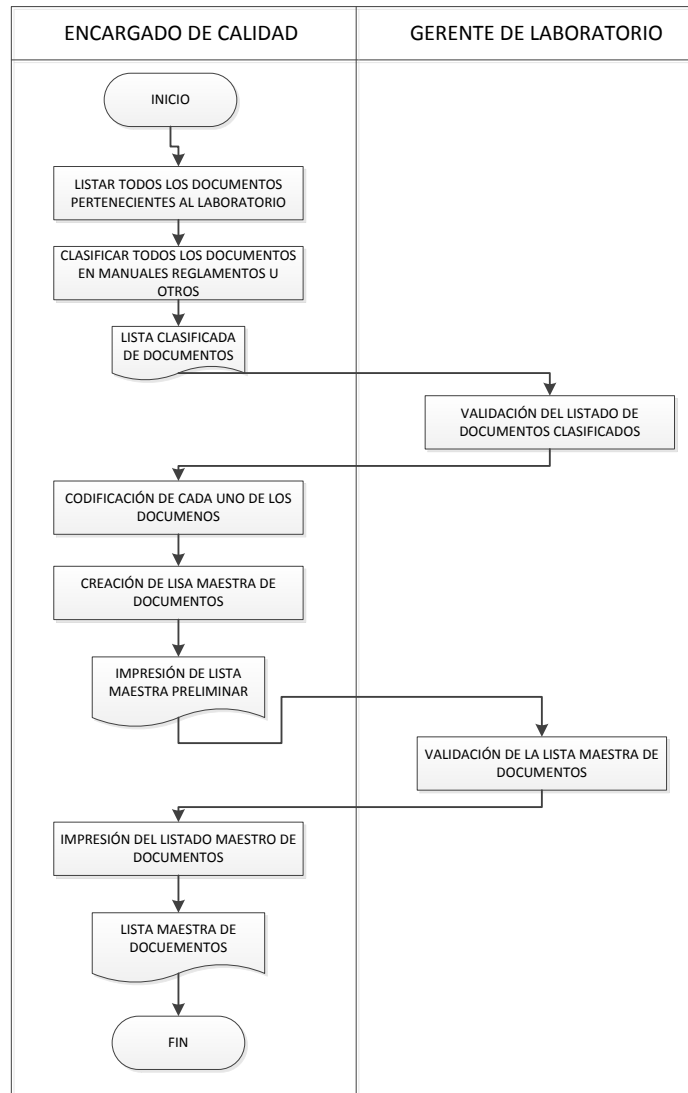 ENCARGADO DE CALIDAD
GERENTE DE LABORATORIO
INICIO
LISTAR TODOS LOS DOCUMENTOS
PERTENECIENTES AL LABORATORIO
CLASIFICAR TODOS LOS DOCUMENTOS
EN MANUALES REGLAMENTOS U
OTROS
LISTA CLASIFICADA
DE DOCUMENTOS
VALIDACIÓN DEL LISTADO DE
DOCUMENTOS CLASIFICADOS
CODIFICACIÓN DE CADA UNO DE LOS
DOCUMENOS
CREACIÓN DE LISA MAESTRA DE
DOCUMENTOS
IMPRESIÓN DE LISTA
MAESTRA PRELIMINAR
VALIDACIÓN DE LA LISTA MAESTRA DE
DOCUMENTOS
IMPRESIÓN DEL LISTADO MAESTRO DE
DOCUMENTOS
LISTA MAESTRA DE
DOCUEMENTOS
FIN